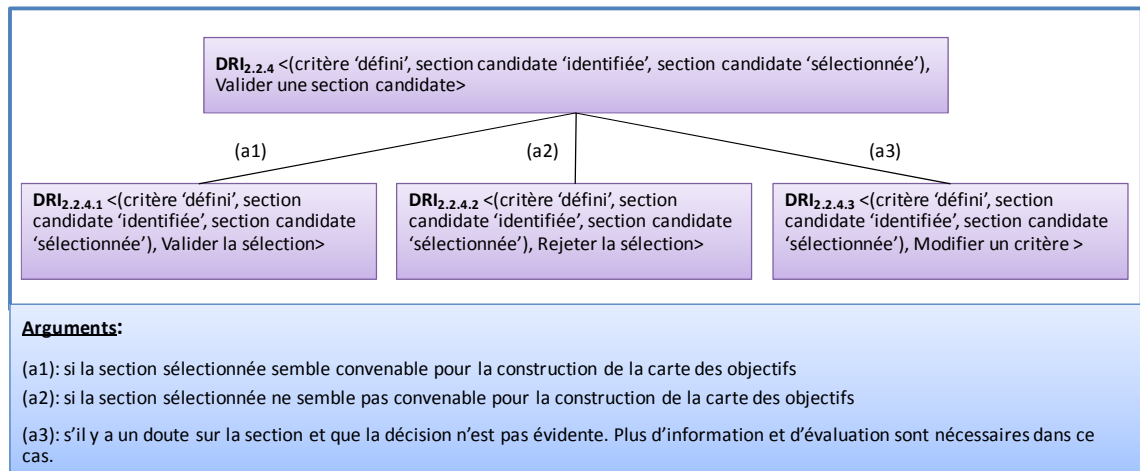 DRI2.2.4 <(critère ‘défini’, section candidate ‘identifiée’, section candidate ‘sélectionnée’),
Valider une section candidate>
(a1)
(a2)
(a3)
DRI2.2.4.1 <(critère ‘défini’, section
candidate ‘identifiée’, section candidate
‘sélectionnée’), Valider la sélection>
DRI2.2.4.2 <(critère ‘défini’, section
candidate ‘identifiée’, section candidate
‘sélectionnée’), Rejeter la sélection>
DRI2.2.4.3 <(critère ‘défini’, section
candidate ‘identifiée’, section candidate
‘sélectionnée’), Modifier un critère >
Arguments:
(a1): si la section sélectionnée semble convenable pour la construction de la carte des objectifs
(a2): si la section sélectionnée ne semble pas convenable pour la construction de la carte des objectifs
(a3): s’il y a un doute sur la section et que la décision n’est pas évidente. Plus d’information et d’évaluation sont nécessaires dans ce
cas.